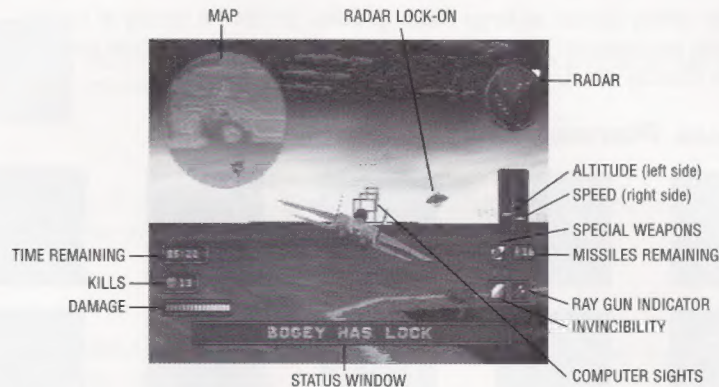 MAP
RADAR LOCK-ON
RADAR
ALTITUDE (left side)
SPEED (right side)
SPECIAL WEAPONS
TIME REMAINING
MISSILES REMAINING
KILLS
DAMAGE
RAY GUN INDICATOR
INVINCIBILITY
BOGEY HAS LOCK
COMPUTER SIGHTS
STATUS WINDOW